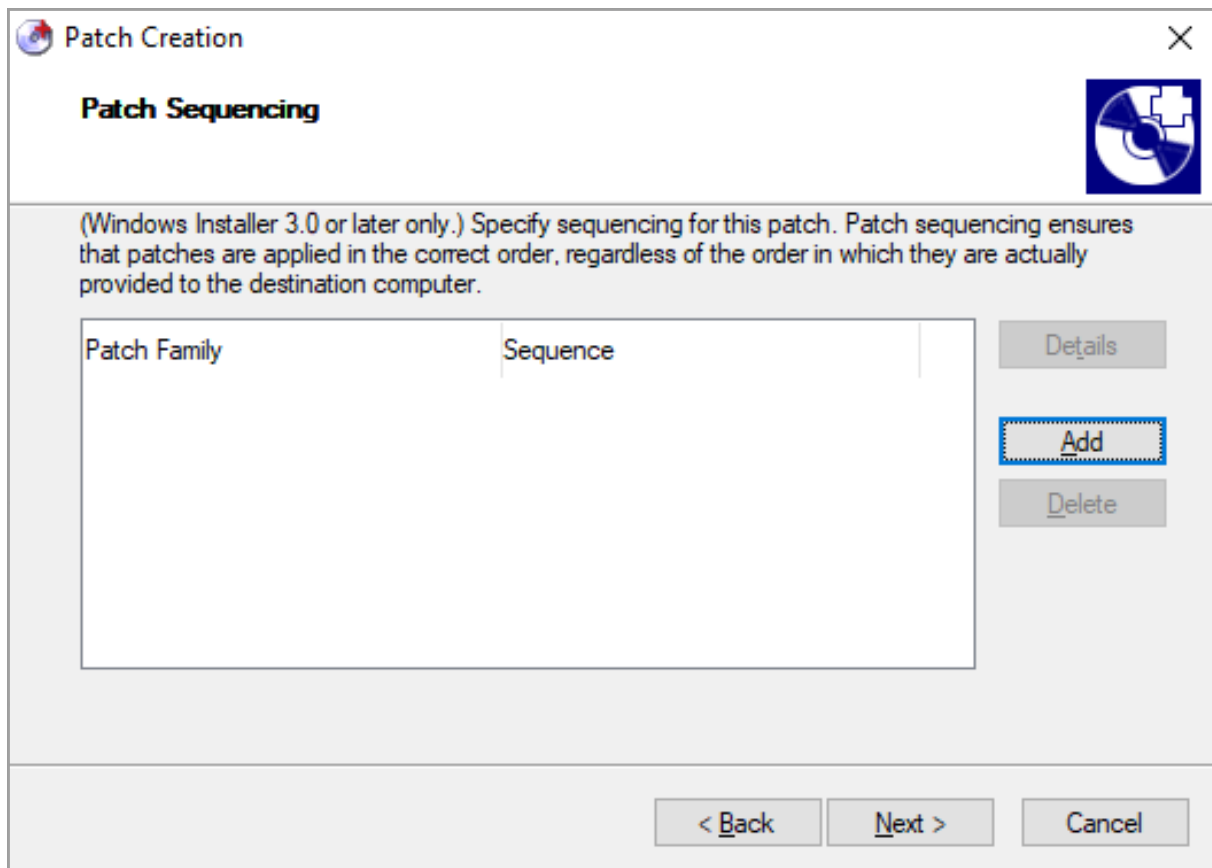 Patch Creation
Patch Sequencing
(Windows Installer 3.0 or later only.) Specify sequencing for this patch. Patch sequencing ensures
that patches are applied in the correct order, regardless of the order in which they are actually
provided to the destination computer.
Patch Family Sequence
Details
Add
Delete
< Back Next > Cancel